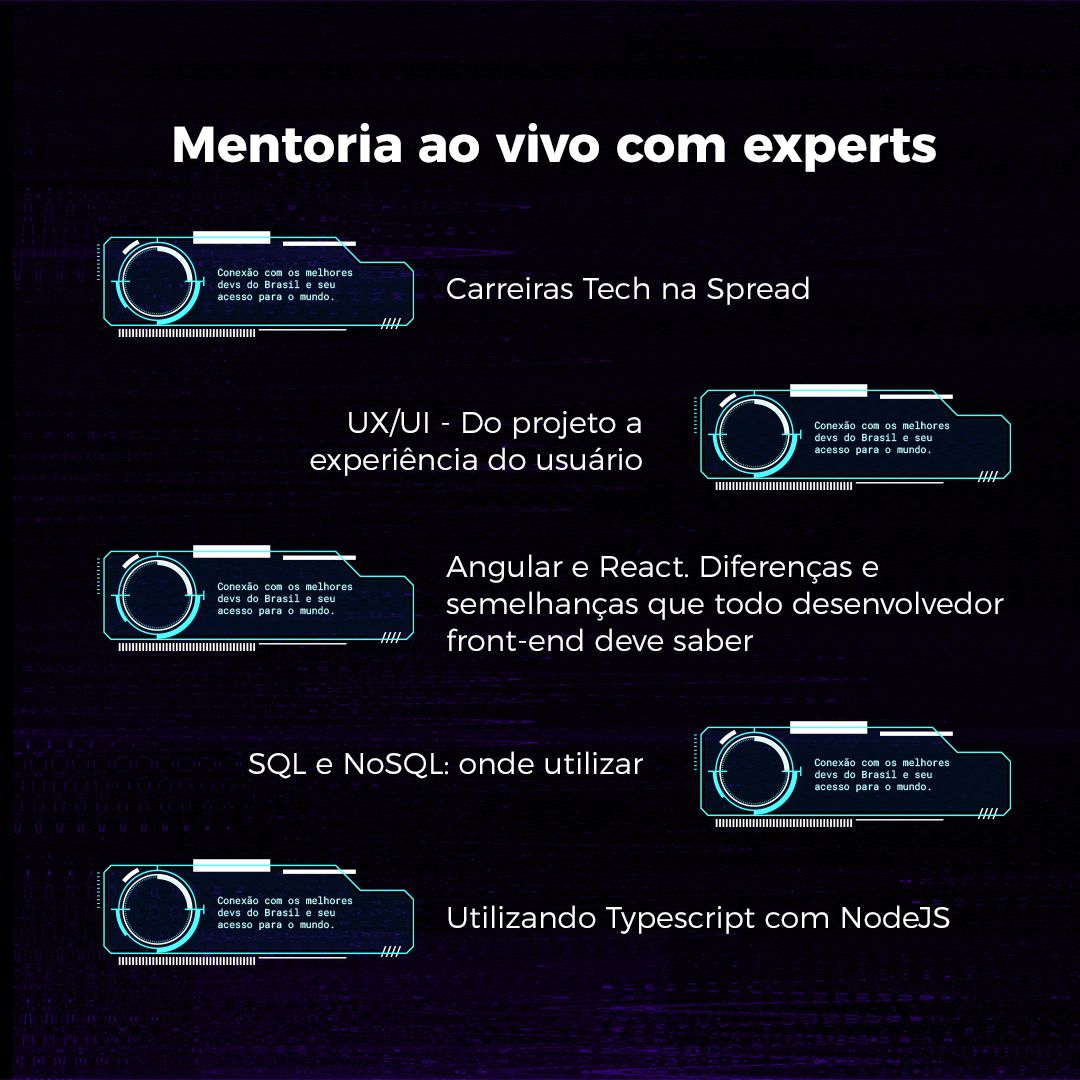 Mentoria ao vivo com experts
Conexão com os melhores
devs do Brasil e seu
acesso para o mundo.
Carreiras Tech na Spread
UX/UI - Do projeto a
experiência do usuário
Conexão com os melhores
devs do Brasil e seu
acesso para o mundo.
Conexão com os melhores
devs do Brasil e seu
acesso para o mundo.
Angular e React. Diferenças e
semelhanças que todo desenvolvedor
front-end deve saber
SQL e NoSQL: onde utilizar
Conexão com os melhores
devs do Brasil e seu
acesso para o mundo.
Conexão com os melhores
devs do Brasil e seu
acesso para o mundo.
Utilizando Typescript com NodeJS